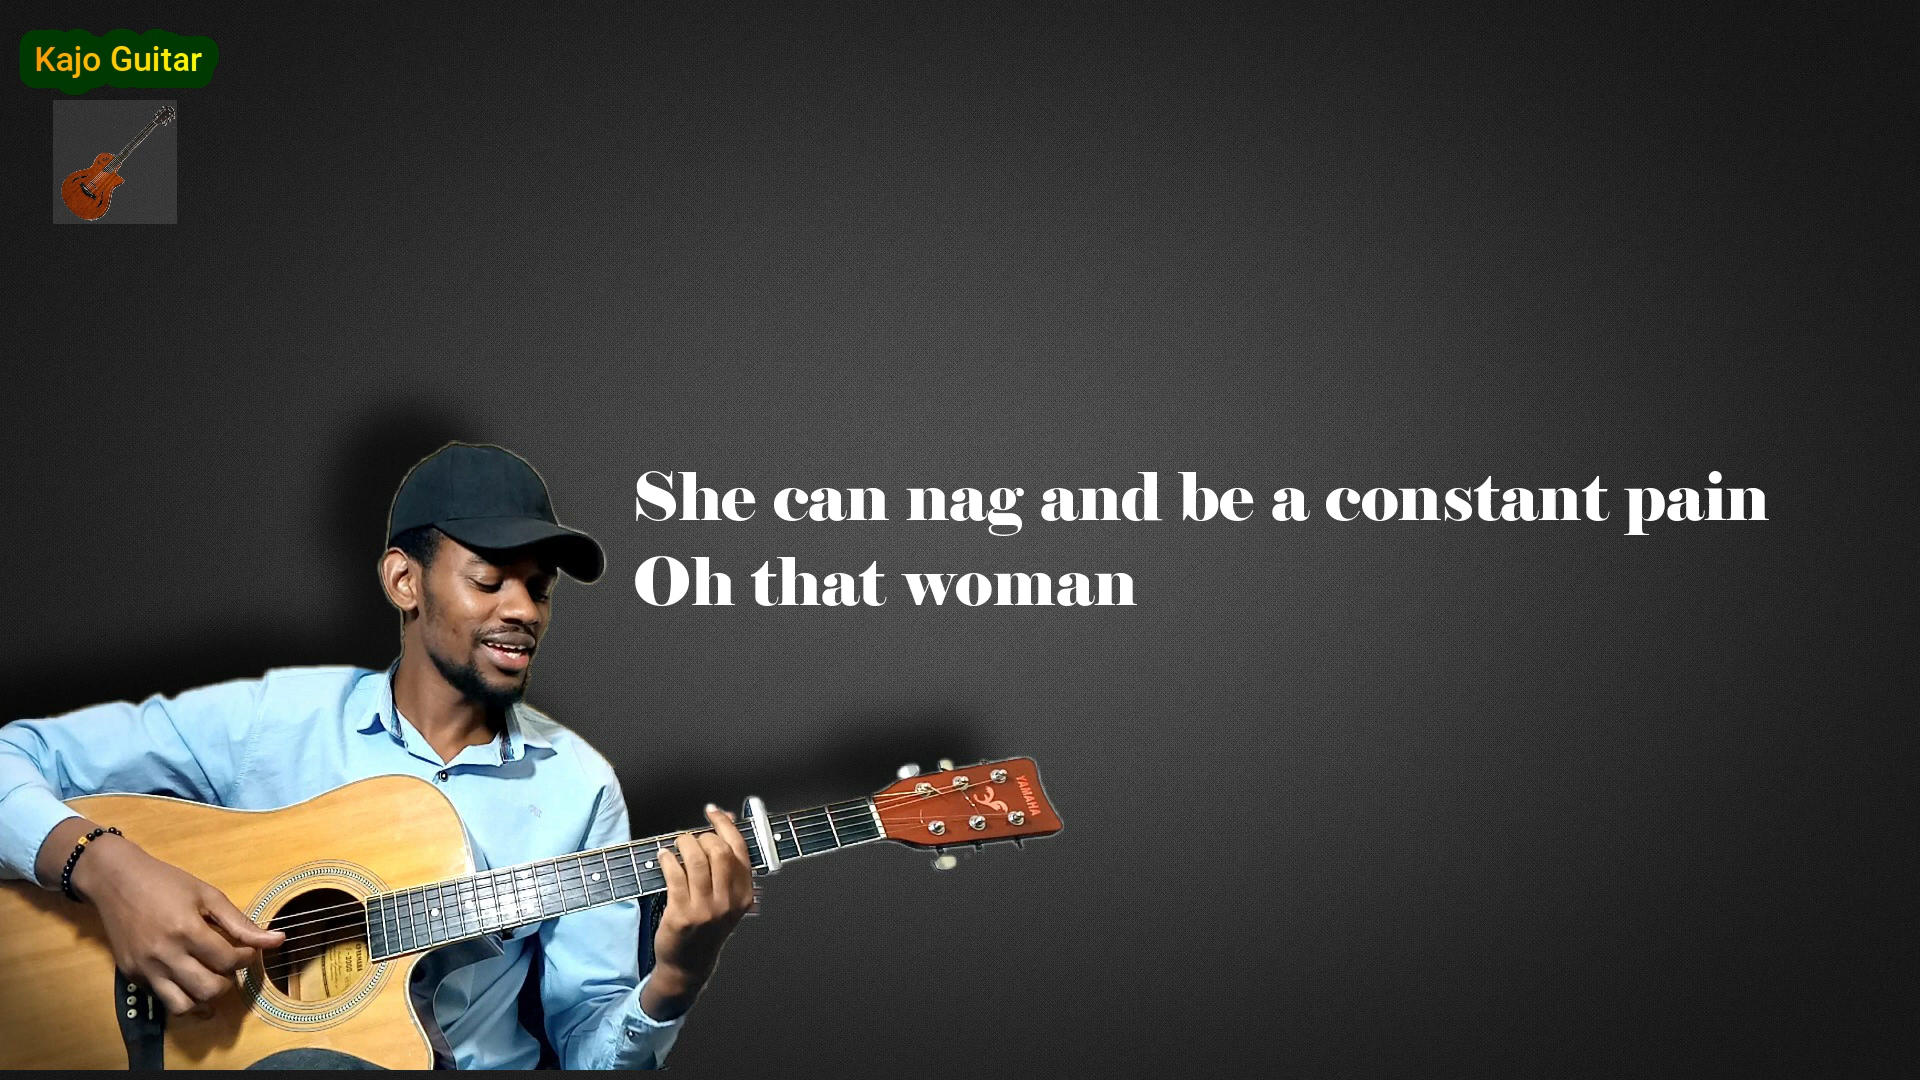 Kajo Guitar
She can nag and be a constant pain
Oh that woman
YAMAHA